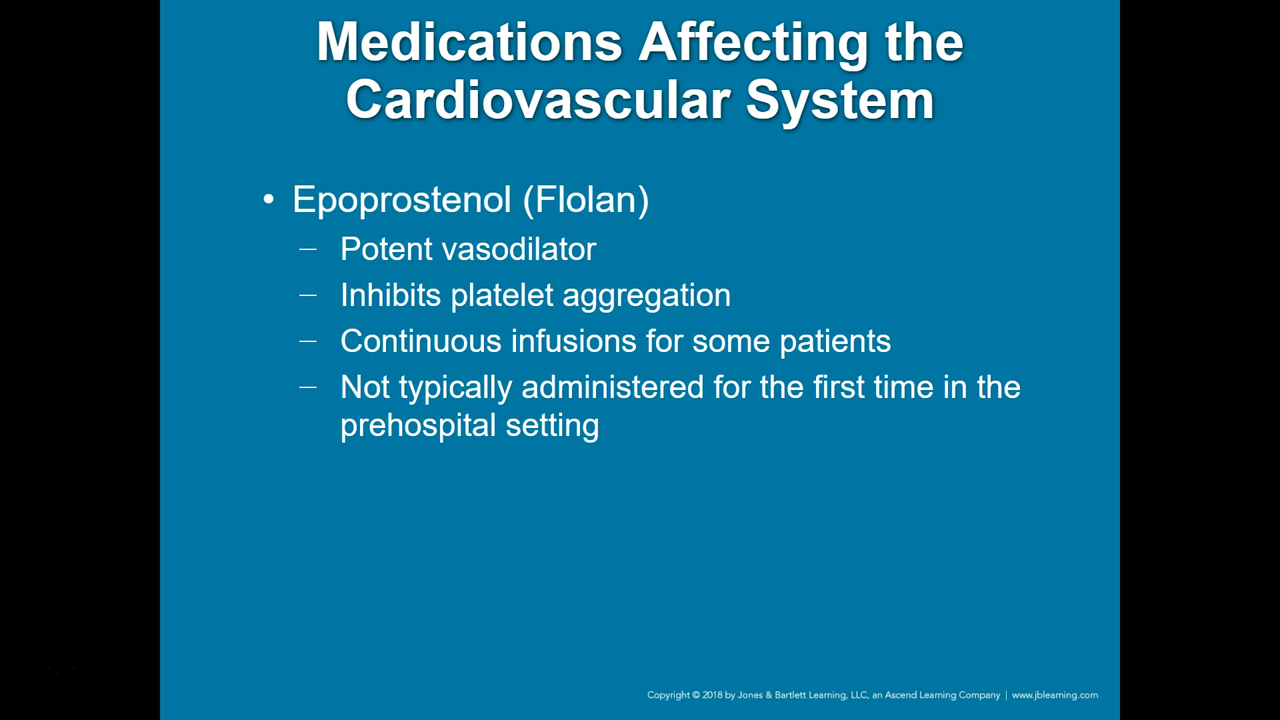 Medications Affecting the
Cardiovascular System
• Epoprostenol (Flolan)
– Potent vasodilator
– Inhibits platelet aggregation
– Continuous infusions for some patients
– Not typically administered for the first time in the
prehospital setting
Copyright © 2018 by Jones & Bartlett Learning, LLC, an Ascend Learning Company | www.jblearning.com